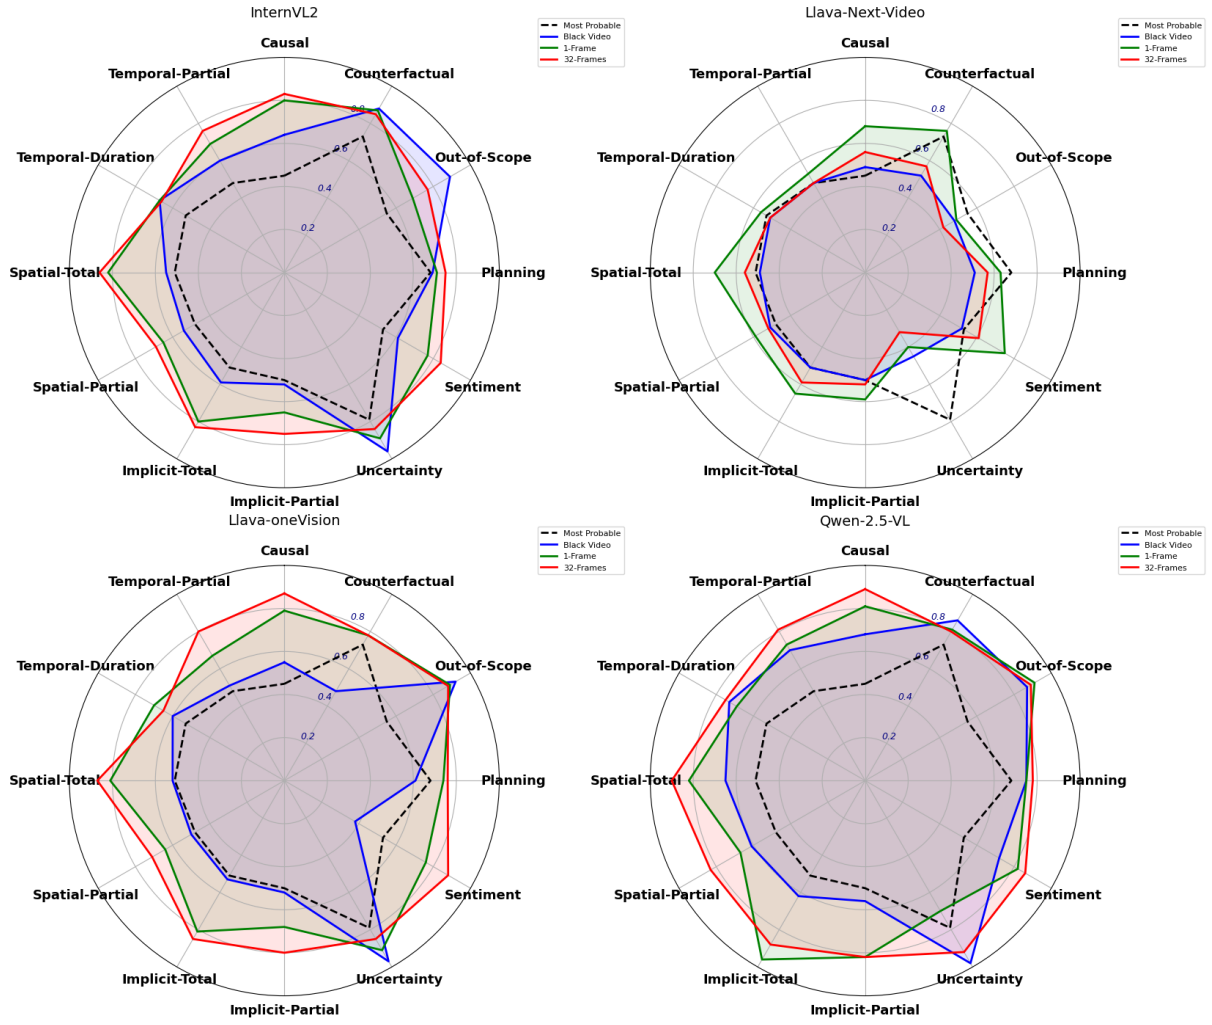 InternVL2
Most Probable
Black Video
1-Frame
32-Frames
Causal
Temporal-Partial
Counterfactual
Temporal-Duration
Out-of-Scope
Spatial-Total
Planning
Spatial-Partial
Sentiment
Implicit-Total
Uncertainty
Implicit-Partial
0.2
0.4
0.6
0.8
Llava-Next-Video
Most Probable
Black Video
1-Frame
32-Frames
Causal
Temporal-Partial
Counterfactual
Temporal-Duration
Out-of-Scope
Spatial-Total
Planning
Spatial-Partial
Sentiment
Implicit-Total
Uncertainty
Implicit-Partial
0.2
0.4
0.6
0.8
Llava-oneVision
Most Probable
Black Video
1-Frame
32-Frames
Causal
Temporal-Partial
Counterfactual
Temporal-Duration
Out-of-Scope
Spatial-Total
Planning
Spatial-Partial
Sentiment
Implicit-Total
Uncertainty
Implicit-Partial
0.2
0.4
0.6
0.8
Qwen-2.5-VL
Most Probable
Black Video
1-Frame
32-Frames
Causal
Temporal-Partial
Counterfactual
Temporal-Duration
Out-of-Scope
Spatial-Total
Planning
Spatial-Partial
Sentiment
Implicit-Total
Uncertainty
Implicit-Partial
0.2
0.4
0.6
0.8